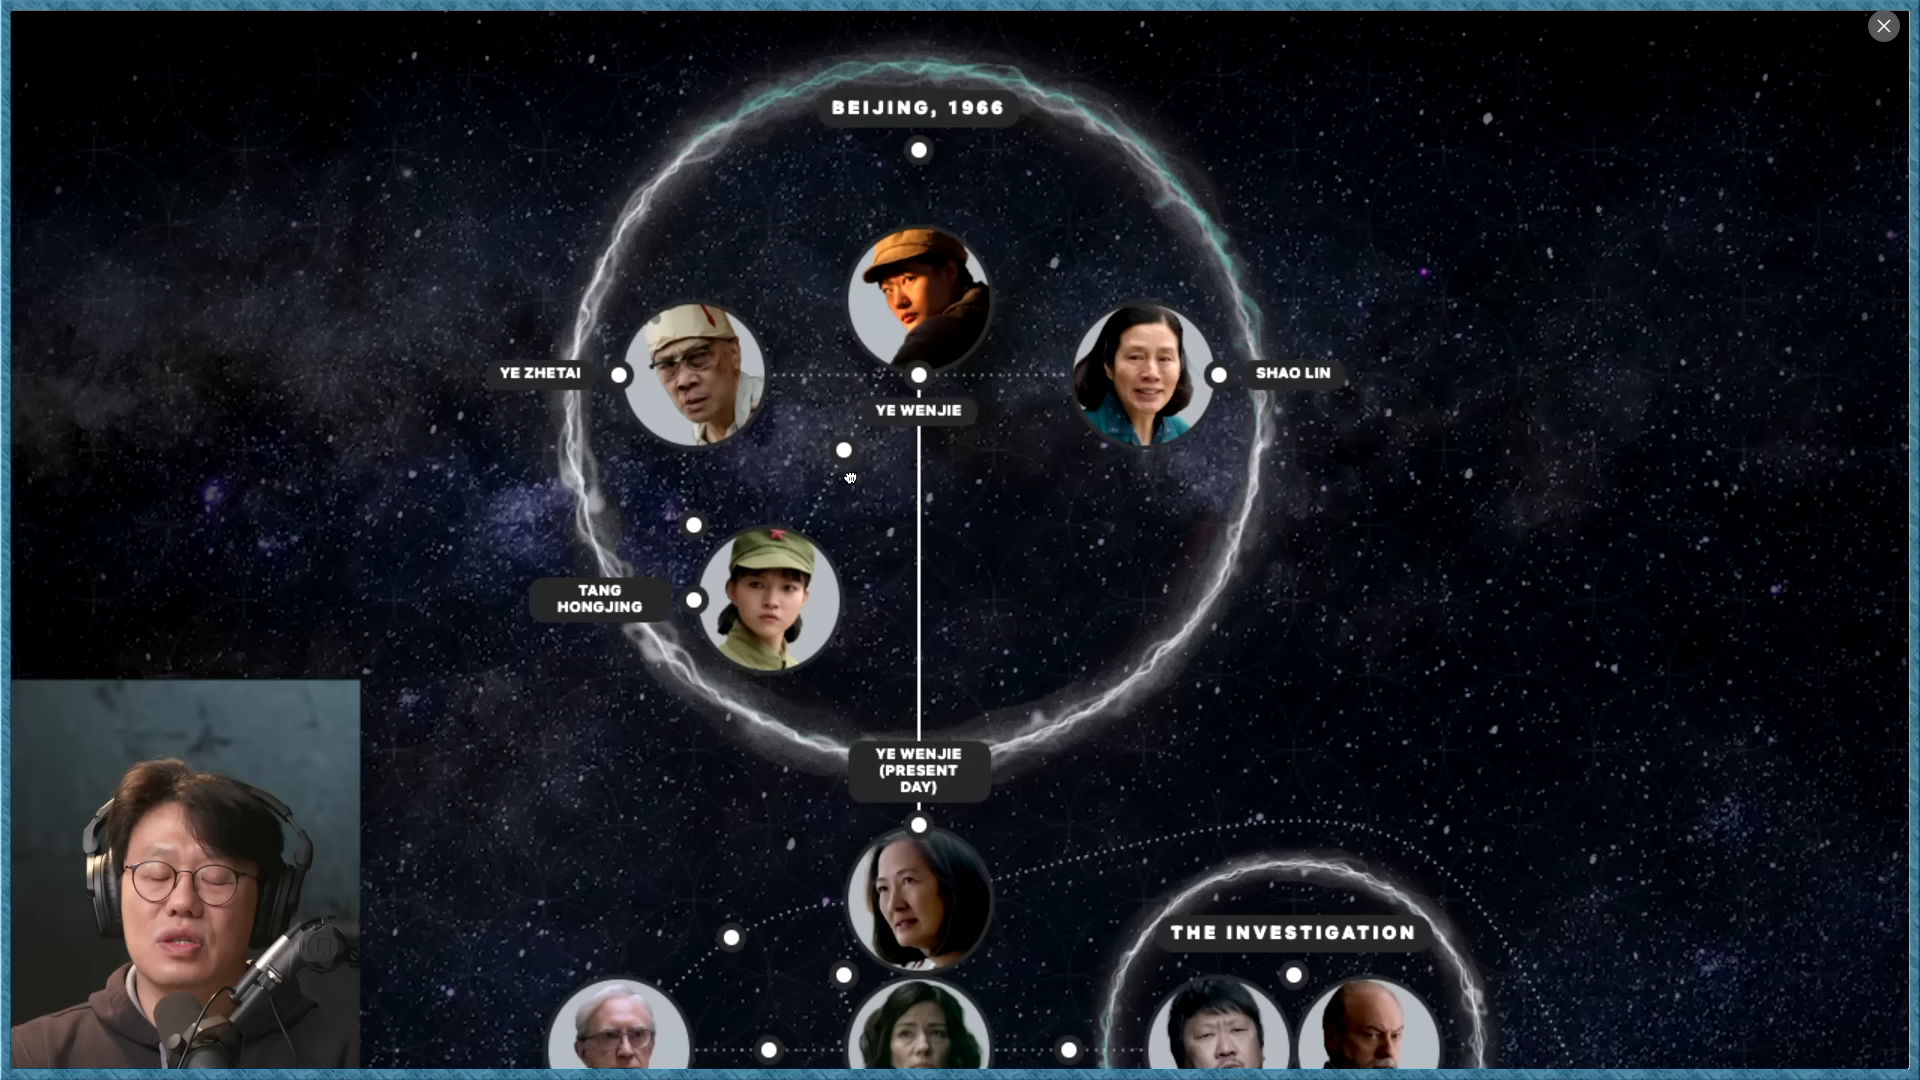 BEIJING, 1966
YE ZHETAI
YE WENJIE
SHAO LIN
TANG
HONGJING
YE WENJIE
(PRESENT
DAY)
THE INVESTIGATION